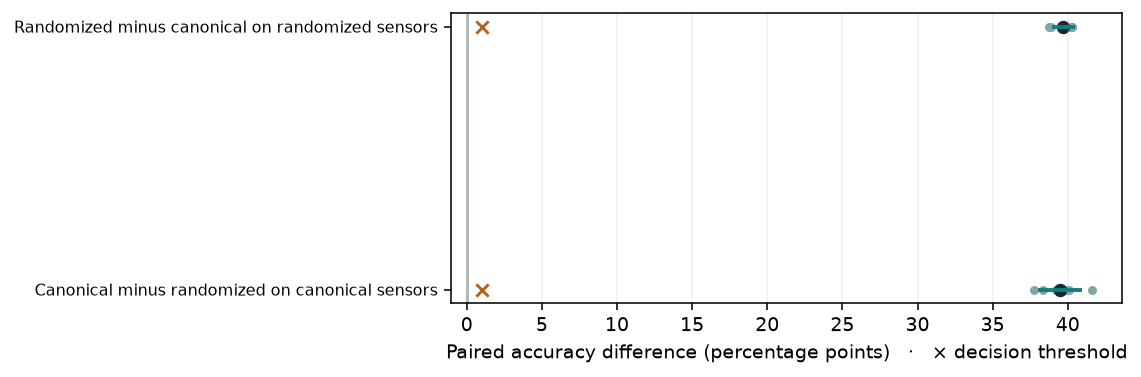 Randomized minus canonical on randomized sensors
Canonical minus randomized on canonical sensors
0 5 10 15 20 25 30 35 40
Paired accuracy difference (percentage points) · × decision threshold